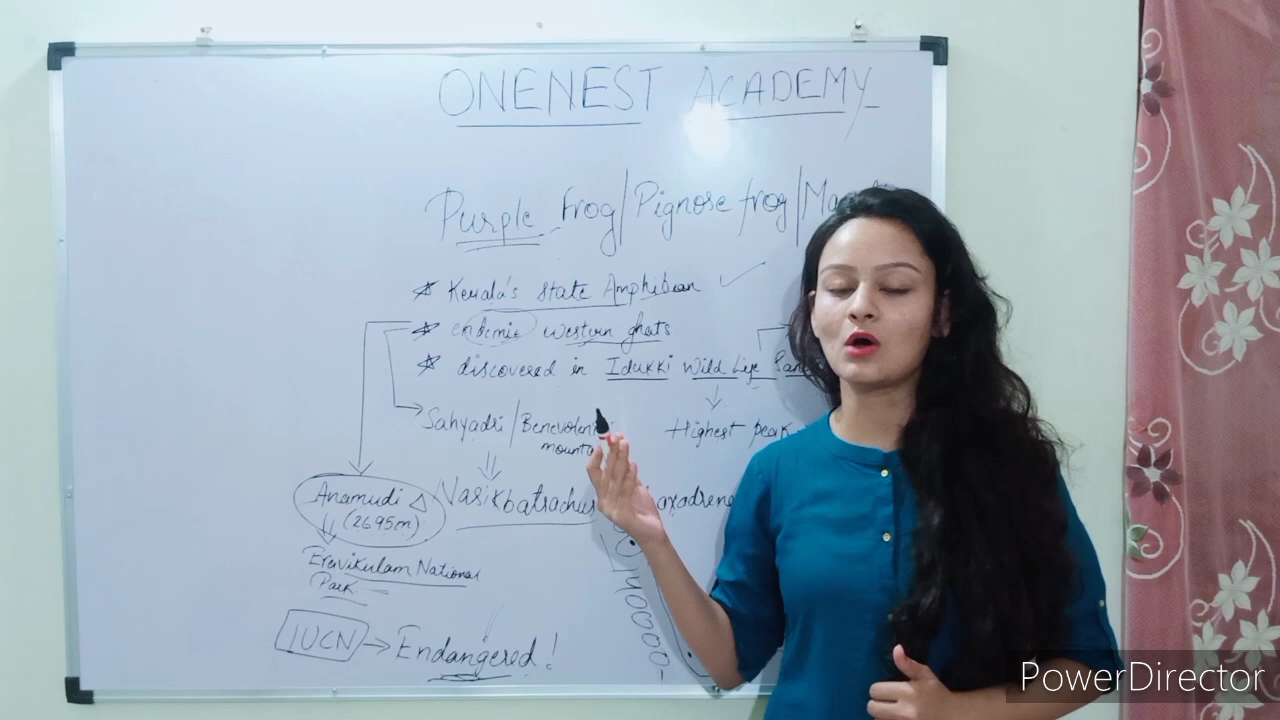 ONENEST ACADEMY
Purple frog/Pignose frog/Ma
* Kerala's state Amphibian ✓
* endemic western ghats
* discovered in Idukki Wild Life San
Sahyadri/Benevolent
mounta
Highest peak
Anamudi △
(2695m)
Nasikbatrachus
Eravikulam National
Park
IUCN → Endangered!
PowerDirector